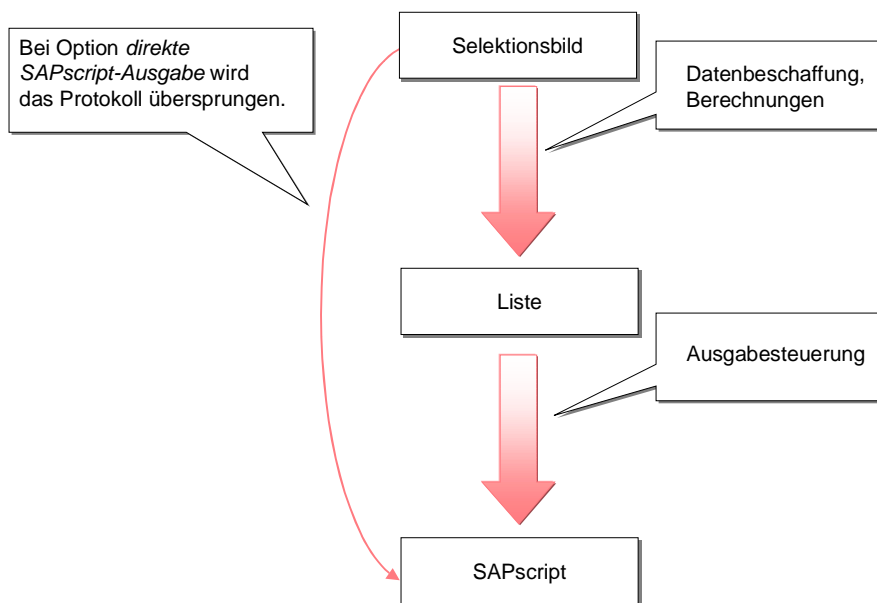 Bei Option direkte
SAPscript-Ausgabe wird
das Protokoll übersprungen.
Selektionsbild
Datenbeschaffung,
Berechnungen
Liste
Ausgabesteuerung
SAPscript